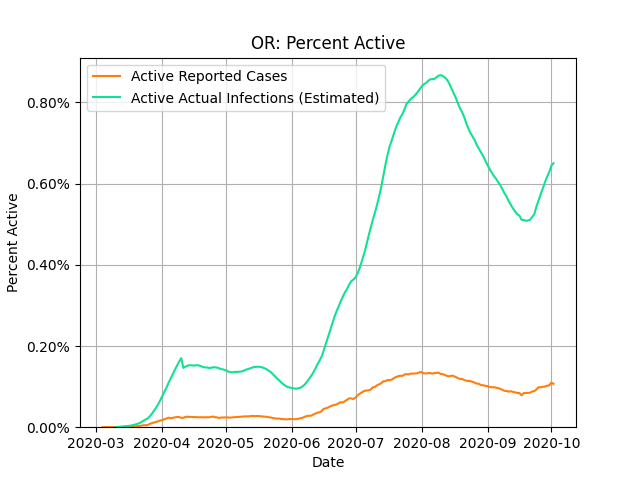 OR: Percent Active
Active Reported Cases
Active Actual Infections (Estimated)
Percent Active
0.80%
0.60%
0.40%
0.20%
0.00%
2020-03 2020-04 2020-05 2020-06 2020-07 2020-08 2020-09 2020-10
Date